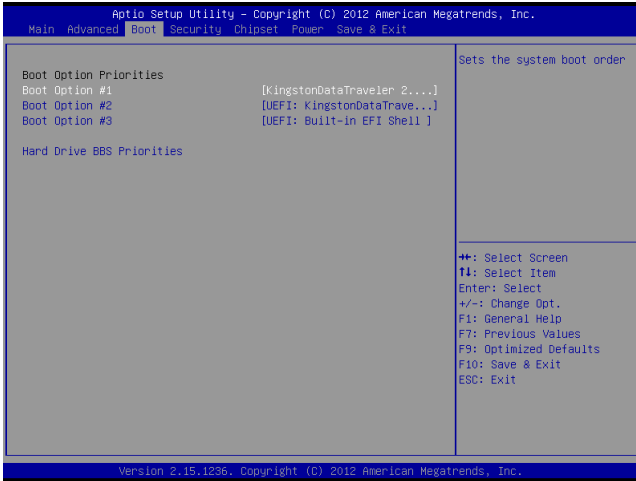 Aptio Setup Utility – Copyright (C) 2012 American Megatrends, Inc.
Main Advanced Boot Security Chipset Power Save & Exit
Sets the system boot order
Boot Option Priorities
Boot Option #1 [KingstonDataTraveler 2....]
Boot Option #2 [UEFI: KingstonDataTrave...]
Boot Option #3 [UEFI: Built-in EFI Shell ]
Hard Drive BBS Priorities
→←: Select Screen
↑↓: Select Item
Enter: Select
+/-: Change Opt.
F1: General Help
F7: Previous Values
F9: Optimized Defaults
F10: Save & Exit
ESC: Exit
Version 2.15.1236. Copyright (C) 2012 American Megatrends, Inc.